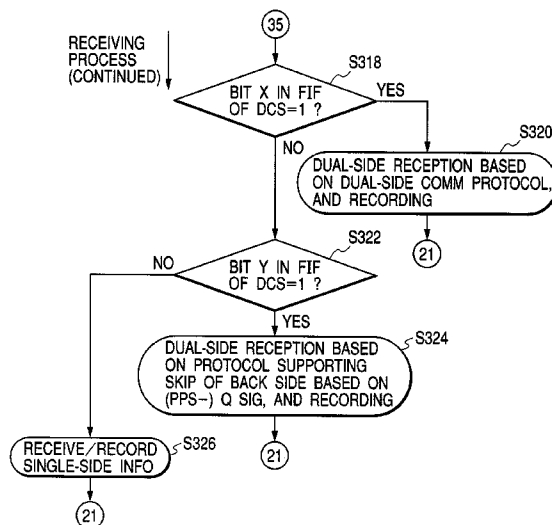 35
RECEIVING
PROCESS
(CONTINUED)
S318
BIT X IN FIF
OF DCS=1 ?
YES
NO
S320
DUAL-SIDE RECEPTION BASED
ON DUAL-SIDE COMM PROTOCOL,
AND RECORDING
21
S322
BIT Y IN FIF
OF DCS=1 ?
NO
YES
S324
DUAL-SIDE RECEPTION BASED
ON PROTOCOL SUPPORTING
SKIP OF BACK SIDE BASED ON
(PPS-) Q SIG, AND RECORDING
21
S326
RECEIVE/RECORD
SINGLE-SIDE INFO
21